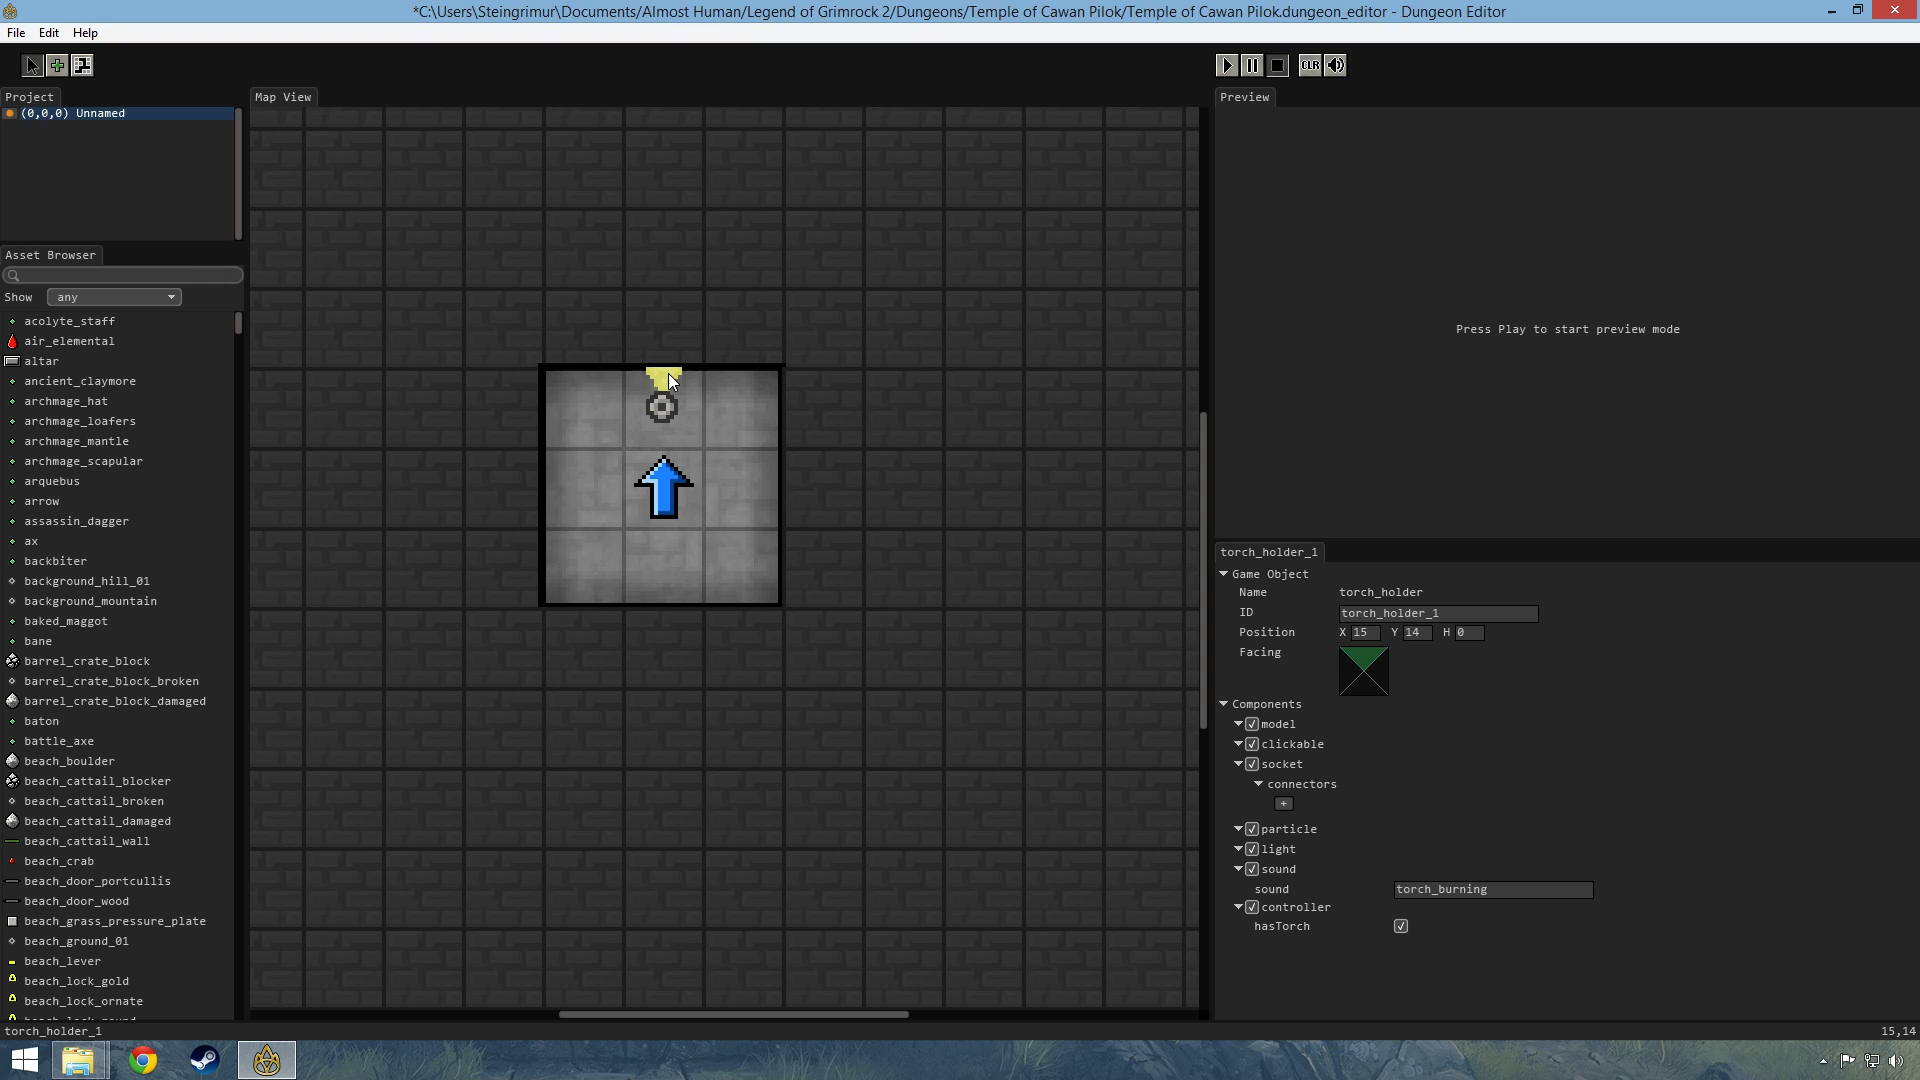 *C:\Users\Steingrimur\Documents/Almost Human/Legend of Grimrock 2/Dungeons/Temple of Cawan Pilok/Temple of Cawan Pilok.dungeon_editor - Dungeon Editor
File Edit Help
CLR
Project
Map View
Preview
(0,0,0) Unnamed
Asset Browser
Show any
acolyte_staff
air_elemental
altar
ancient_claymore
archmage_hat
archmage_loafers
archmage_mantle
archmage_scapular
arquebus
arrow
assassin_dagger
ax
backbiter
background_hill_01
background_mountain
baked_maggot
bane
barrel_crate_block
barrel_crate_block_broken
barrel_crate_block_damaged
baton
battle_axe
beach_boulder
beach_cattail_blocker
beach_cattail_broken
beach_cattail_damaged
beach_cattail_wall
beach_crab
beach_door_portcullis
beach_door_wood
beach_grass_pressure_plate
beach_ground_01
beach_lever
beach_lock_gold
beach_lock_ornate
Press Play to start preview mode
torch_holder_1
Game Object
Name torch_holder
ID torch_holder_1
Position X 15 Y 14 H 0
Facing
Components
model
clickable
socket
connectors
+
particle
light
sound
sound torch_burning
controller
hasTorch
torch_holder_1
15,14